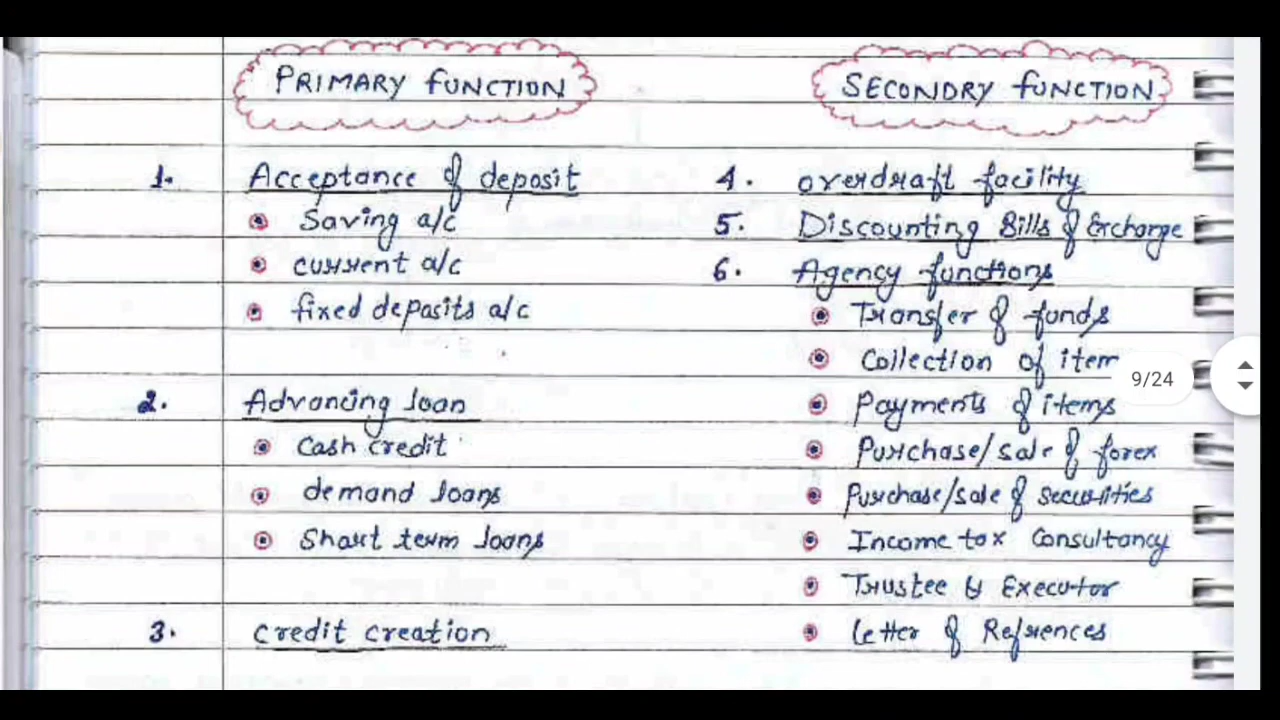 PRIMARY FUNCTION
1. Acceptance of deposit
Saving a/c
current a/c
fixed deposits a/c
2. Advancing loan
Cash credit
demand loans
Short term loans
3. credit creation
SECONDRY FUNCTION
4. overdraft facility
5. Discounting Bills of Exchange
6. Agency functions
Transfer of funds
Collection of item
Payments of items
Purchase/sale of forex
Purchase/sale of securities
Income tax Consultancy
Trustee & Executor
Letter of Refrences
9/24